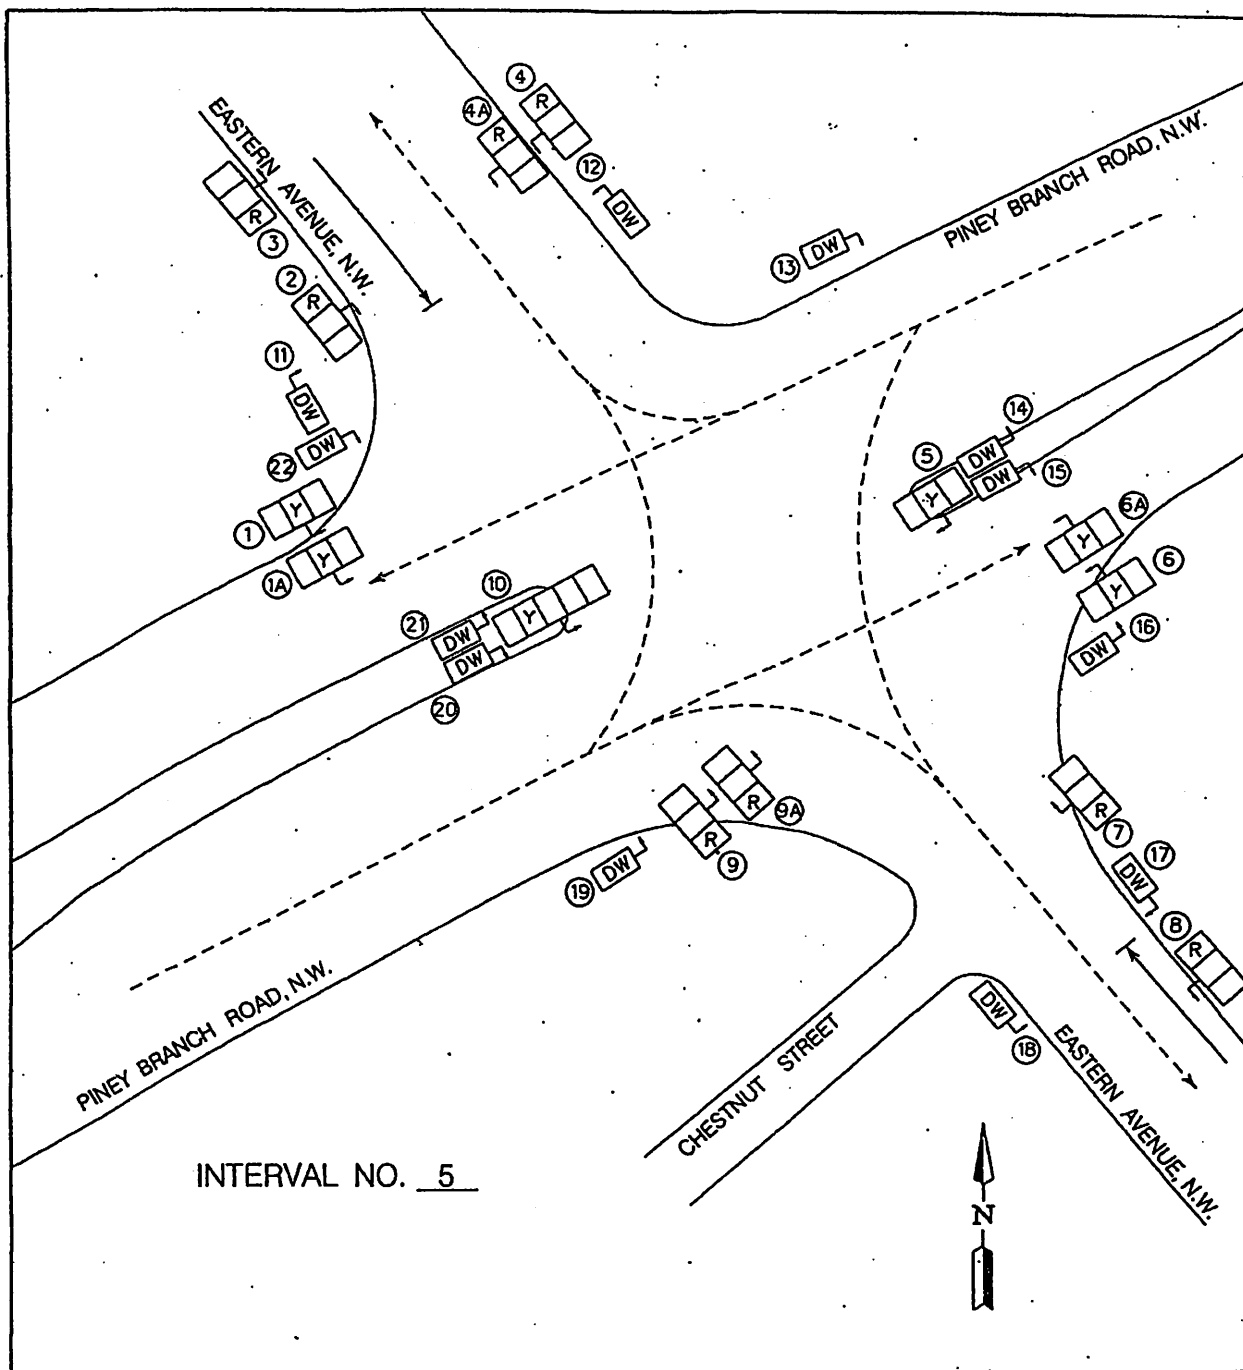 4
R
4A
R
EASTERN AVENUE, N.W.
12
DW
PINEY BRANCH ROAD, N.W.
R
3
13
DW
2
R
11
DW
22
DW
14
DW
5
Y
15
DW
1
Y
1A
Y
6A
Y
6
Y
10
Y
21
DW
20
DW
16
DW
R
9A
R
9
R
7
19
DW
17
DW
8
R
PINEY BRANCH ROAD, N.W.
DW
18
CHESTNUT STREET
EASTERN AVENUE, N.W.
INTERVAL NO. 5
N